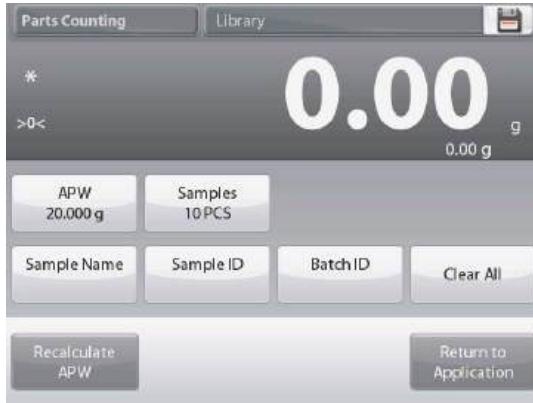 Parts Counting
Library
*
0.00 g
>0<
0.00 g
APW
20.000 g
Samples
10 PCS
Sample Name
Sample ID
Batch ID
Clear All
Recalculate
APW
Return to
Application